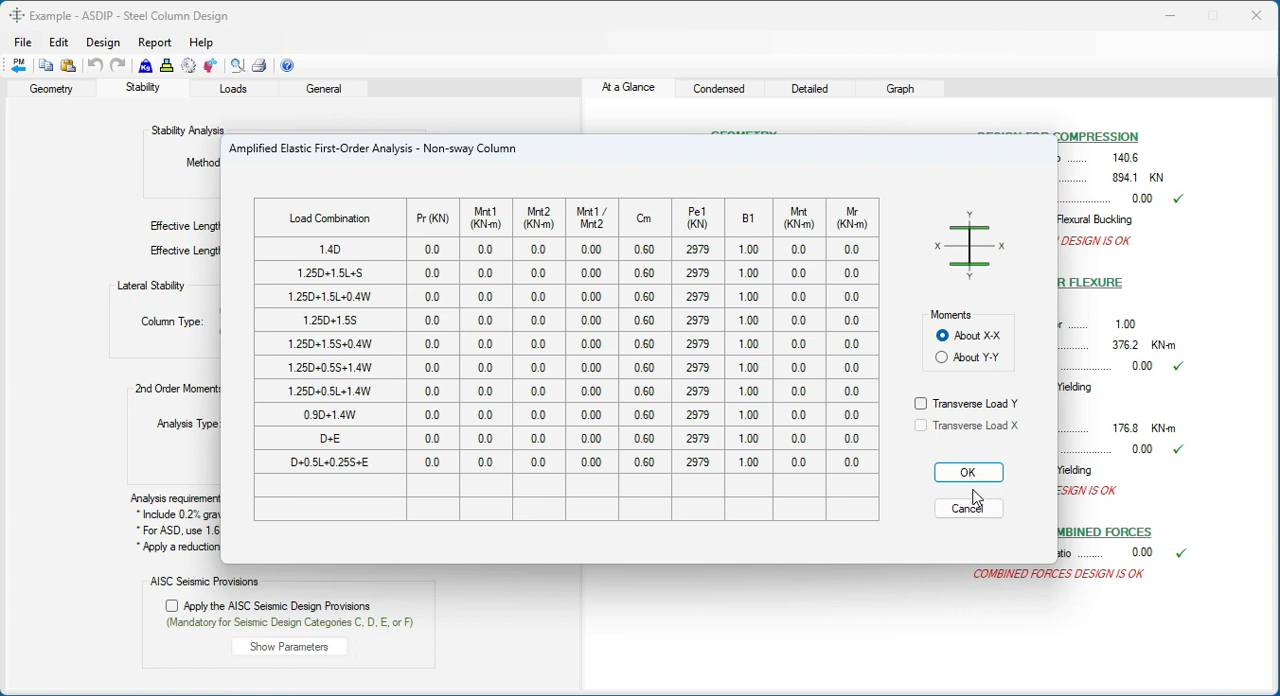 Example - ASDIP - Steel Column Design
File Edit Design Report Help
PM Kg ?
Geometry Stability Loads General At a Glance Condensed Detailed Graph
Stability Analysis
Method
Effective Length
Effective Length
Lateral Stability
Column Type:
2nd Order Moments
Analysis Type:
Analysis requirement
* Include 0.2% grav
* For ASD, use 1.6
* Apply a reduction
AISC Seismic Provisions
Apply the AISC Seismic Design Provisions
(Mandatory for Seismic Design Categories C, D, E, or F)
Show Parameters
Amplified Elastic First-Order Analysis - Non-sway Column
Load Combination Pr (KN) Mnt1 (KN-m) Mnt2 (KN-m) Mnt1 / Mnt2 Cm Pe1 (KN) B1 Mnt (KN-m) Mr (KN-m)
1.4D 0.0 0.0 0.0 0.00 0.60 2979 1.00 0.0 0.0
1.25D+1.5L+S 0.0 0.0 0.0 0.00 0.60 2979 1.00 0.0 0.0
1.25D+1.5L+0.4W 0.0 0.0 0.0 0.00 0.60 2979 1.00 0.0 0.0
1.25D+1.5S 0.0 0.0 0.0 0.00 0.60 2979 1.00 0.0 0.0
1.25D+1.5S+0.4W 0.0 0.0 0.0 0.00 0.60 2979 1.00 0.0 0.0
1.25D+0.5S+1.4W 0.0 0.0 0.0 0.00 0.60 2979 1.00 0.0 0.0
1.25D+0.5L+1.4W 0.0 0.0 0.0 0.00 0.60 2979 1.00 0.0 0.0
0.9D+1.4W 0.0 0.0 0.0 0.00 0.60 2979 1.00 0.0 0.0
D+E 0.0 0.0 0.0 0.00 0.60 2979 1.00 0.0 0.0
D+0.5L+0.25S+E 0.0 0.0 0.0 0.00 0.60 2979 1.00 0.0 0.0
Y
X X
Y
Moments
About X-X
About Y-Y
Transverse Load Y
Transverse Load X
OK
Cancel
GEOMETRY
DESIGN FOR COMPRESSION
...... 140.6
894.1 KN
0.00 ✓
Flexural Buckling
DESIGN IS OK
R FLEXURE
r ...... 1.00
376.2 KN-m
0.00 ✓
Yielding
176.8 KN-m
0.00 ✓
Yielding
SIGN IS OK
MBINED FORCES
atio ........ 0.00 ✓
COMBINED FORCES DESIGN IS OK